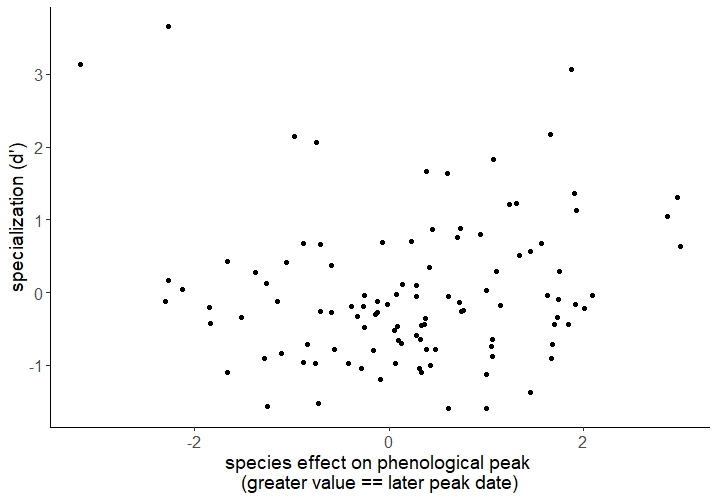 3
2
1
0
-1
specialization (d')
-2
0
2
species effect on phenological peak
(greater value == later peak date)